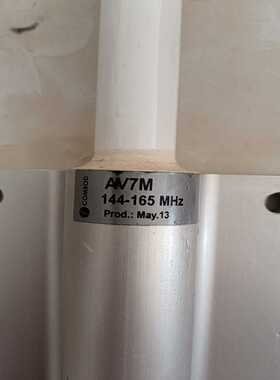 COMROD
AV7M
144-165 MHz
Prod.: May.13